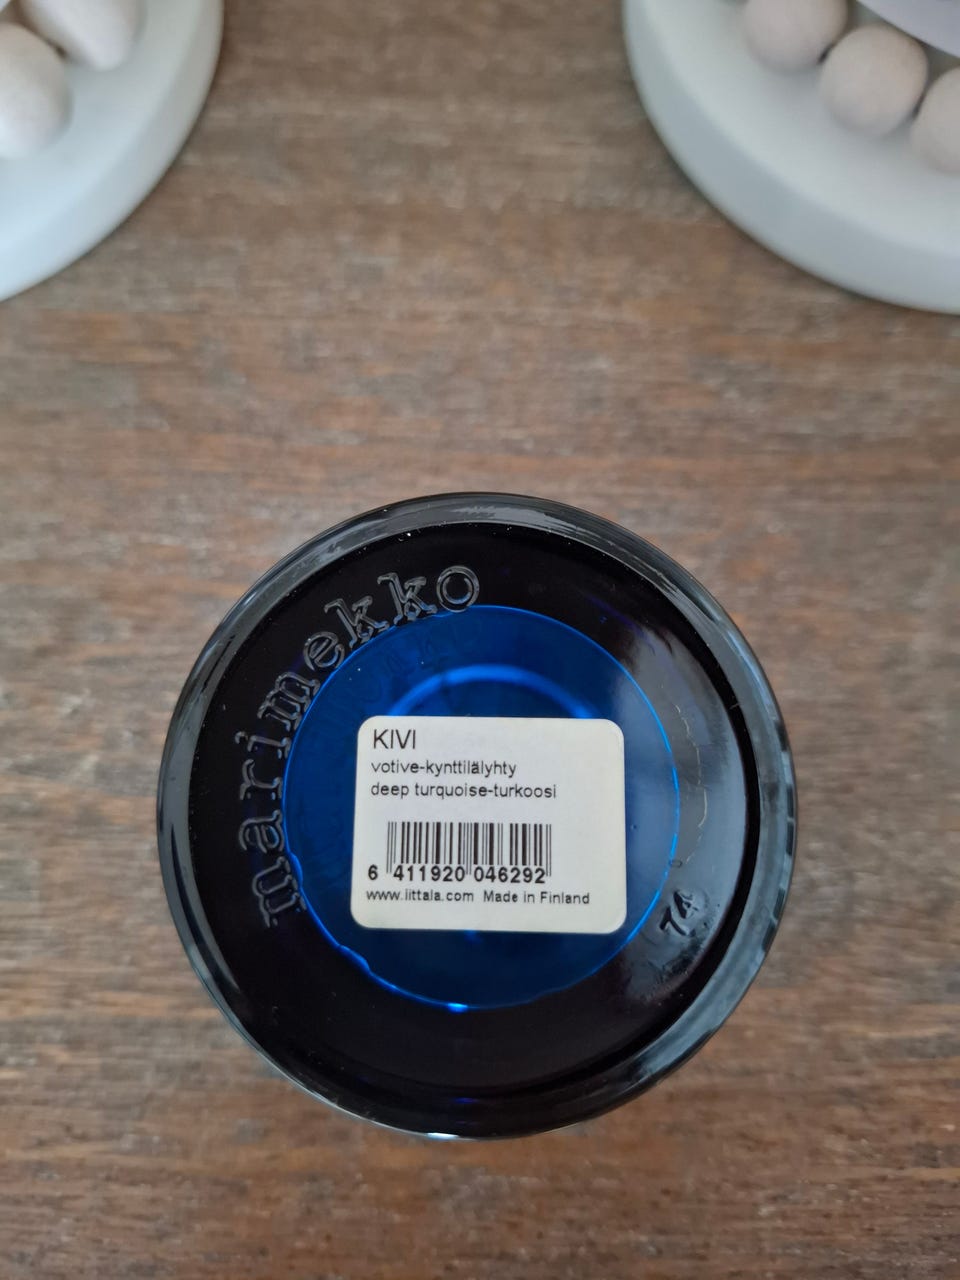 marimekko
KIVI
votive-kynttilälyhty
deep turquoise-turkoosi
6 411920 046292
www.iittala.com Made in Finland
74